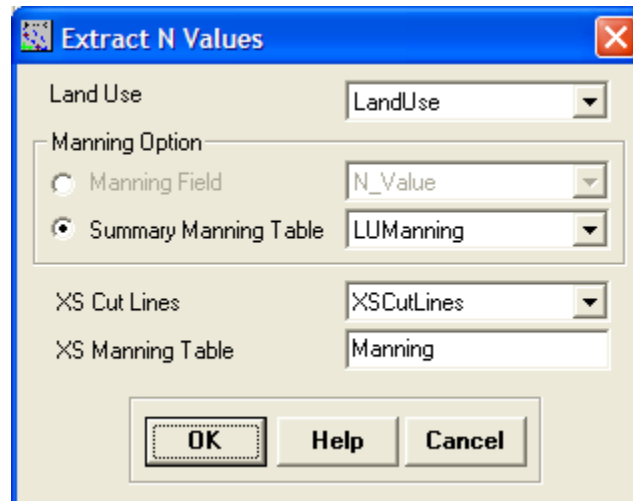 Extract N Values
Land Use LandUse
Manning Option
Manning Field N_Value
Summary Manning Table LUManning
XS Cut Lines XSCutLines
XS Manning Table Manning
OK Help Cancel